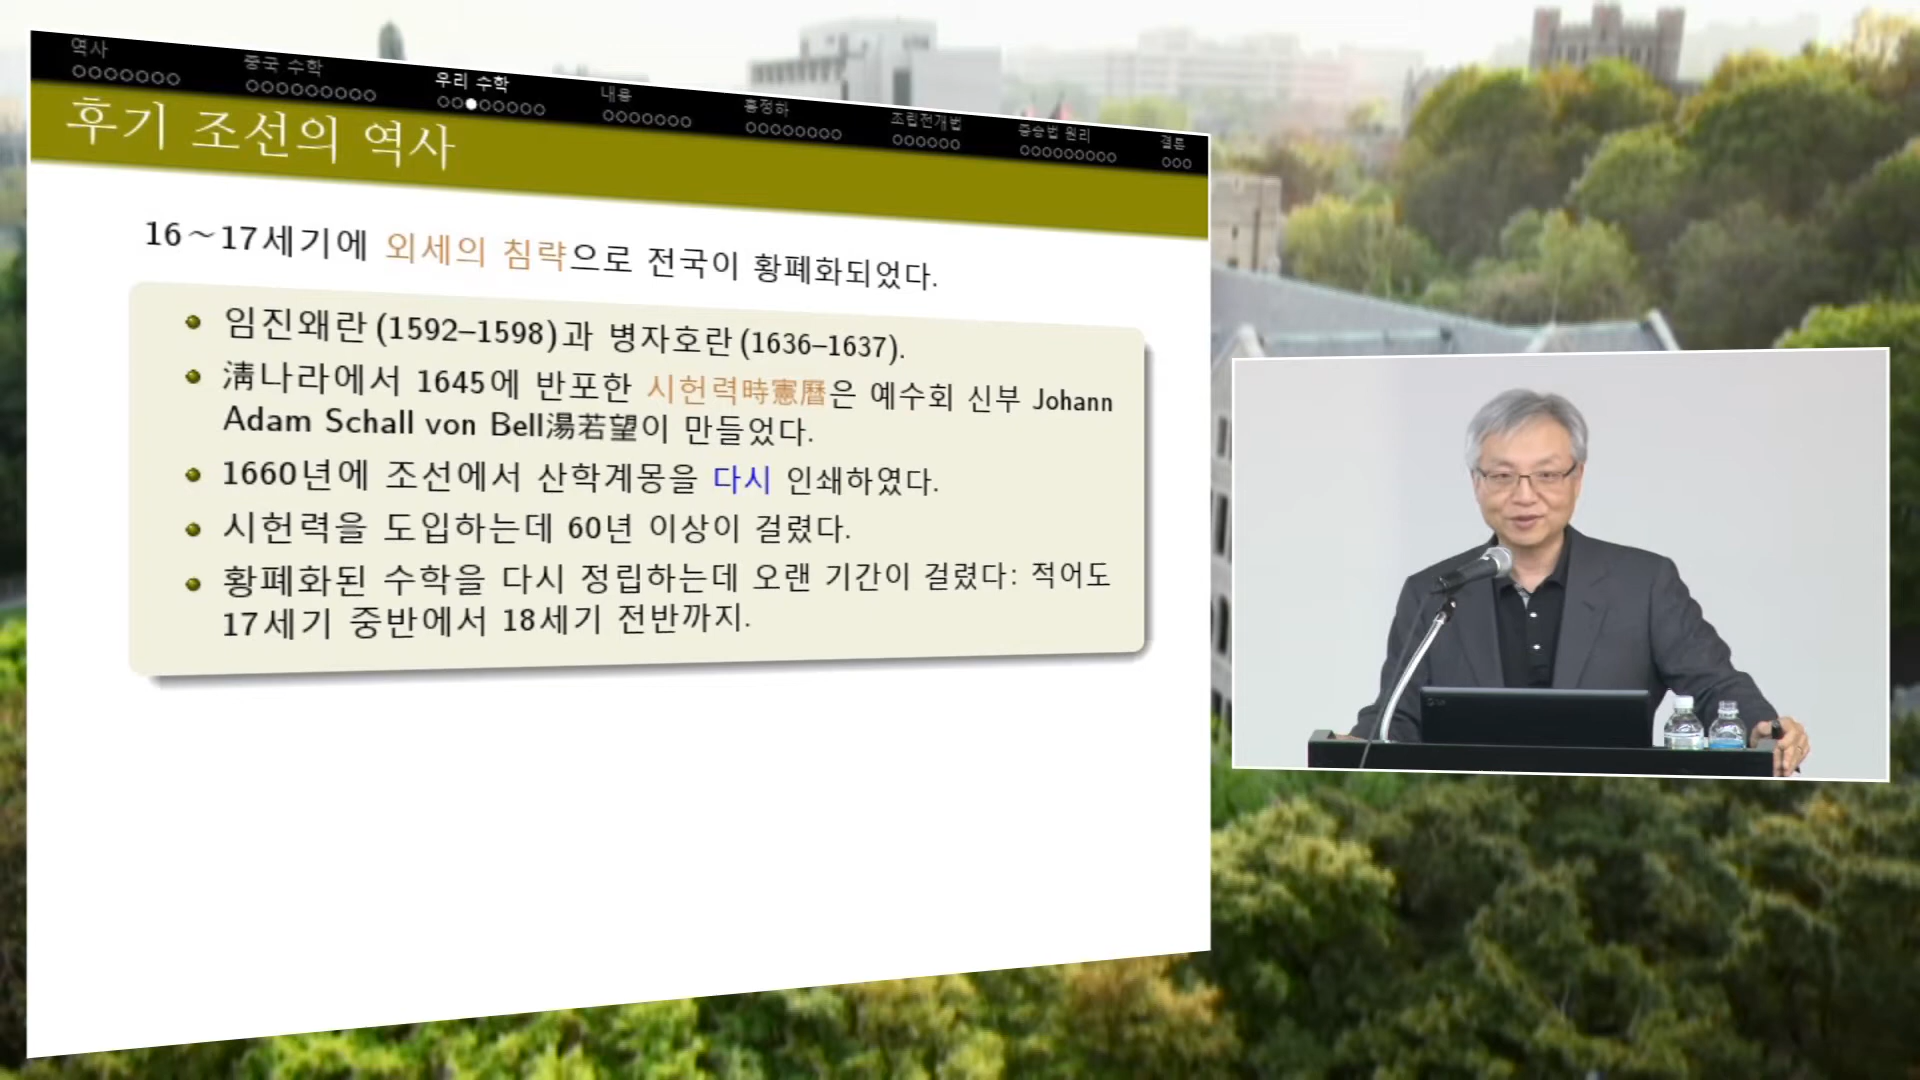 역사
중국 수학
우리 수학
내용
홍정하
조립전개법
증승법 원리
결론
후기 조선의 역사
16～17세기에 외세의 침략으로 전국이 황폐화되었다.
임진왜란(1592–1598)과 병자호란(1636–1637).
淸나라에서 1645에 반포한 시헌력時憲曆은 예수회 신부 Johann
Adam Schall von Bell湯若望이 만들었다.
1660년에 조선에서 산학계몽을 다시 인쇄하였다.
시헌력을 도입하는데 60년 이상이 걸렸다.
황폐화된 수학을 다시 정립하는데 오랜 기간이 걸렸다: 적어도
17세기 중반에서 18세기 전반까지.